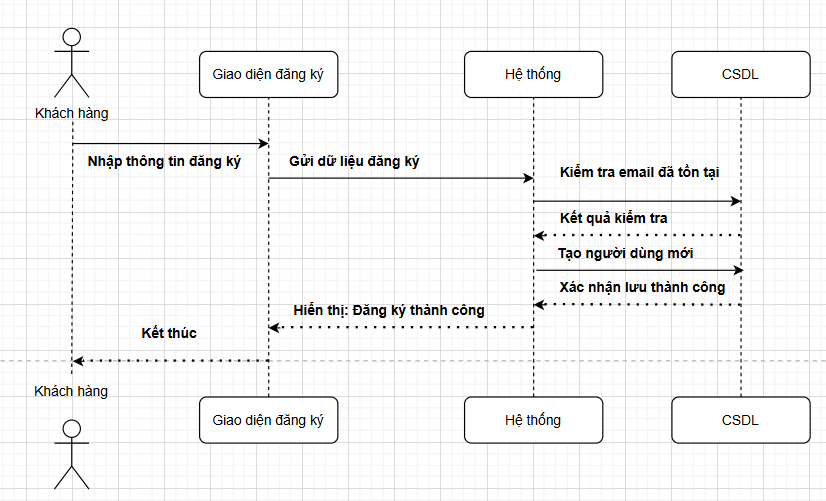 Giao diện đăng ký
Hệ thống
CSDL
Khách hàng
Nhập thông tin đăng ký
Gửi dữ liệu đăng ký
Kiểm tra email đã tồn tại
Kết quả kiểm tra
Tạo người dùng mới
Xác nhận lưu thành công
Hiển thị: Đăng ký thành công
Kết thúc
Khách hàng
Giao diện đăng ký
Hệ thống
CSDL